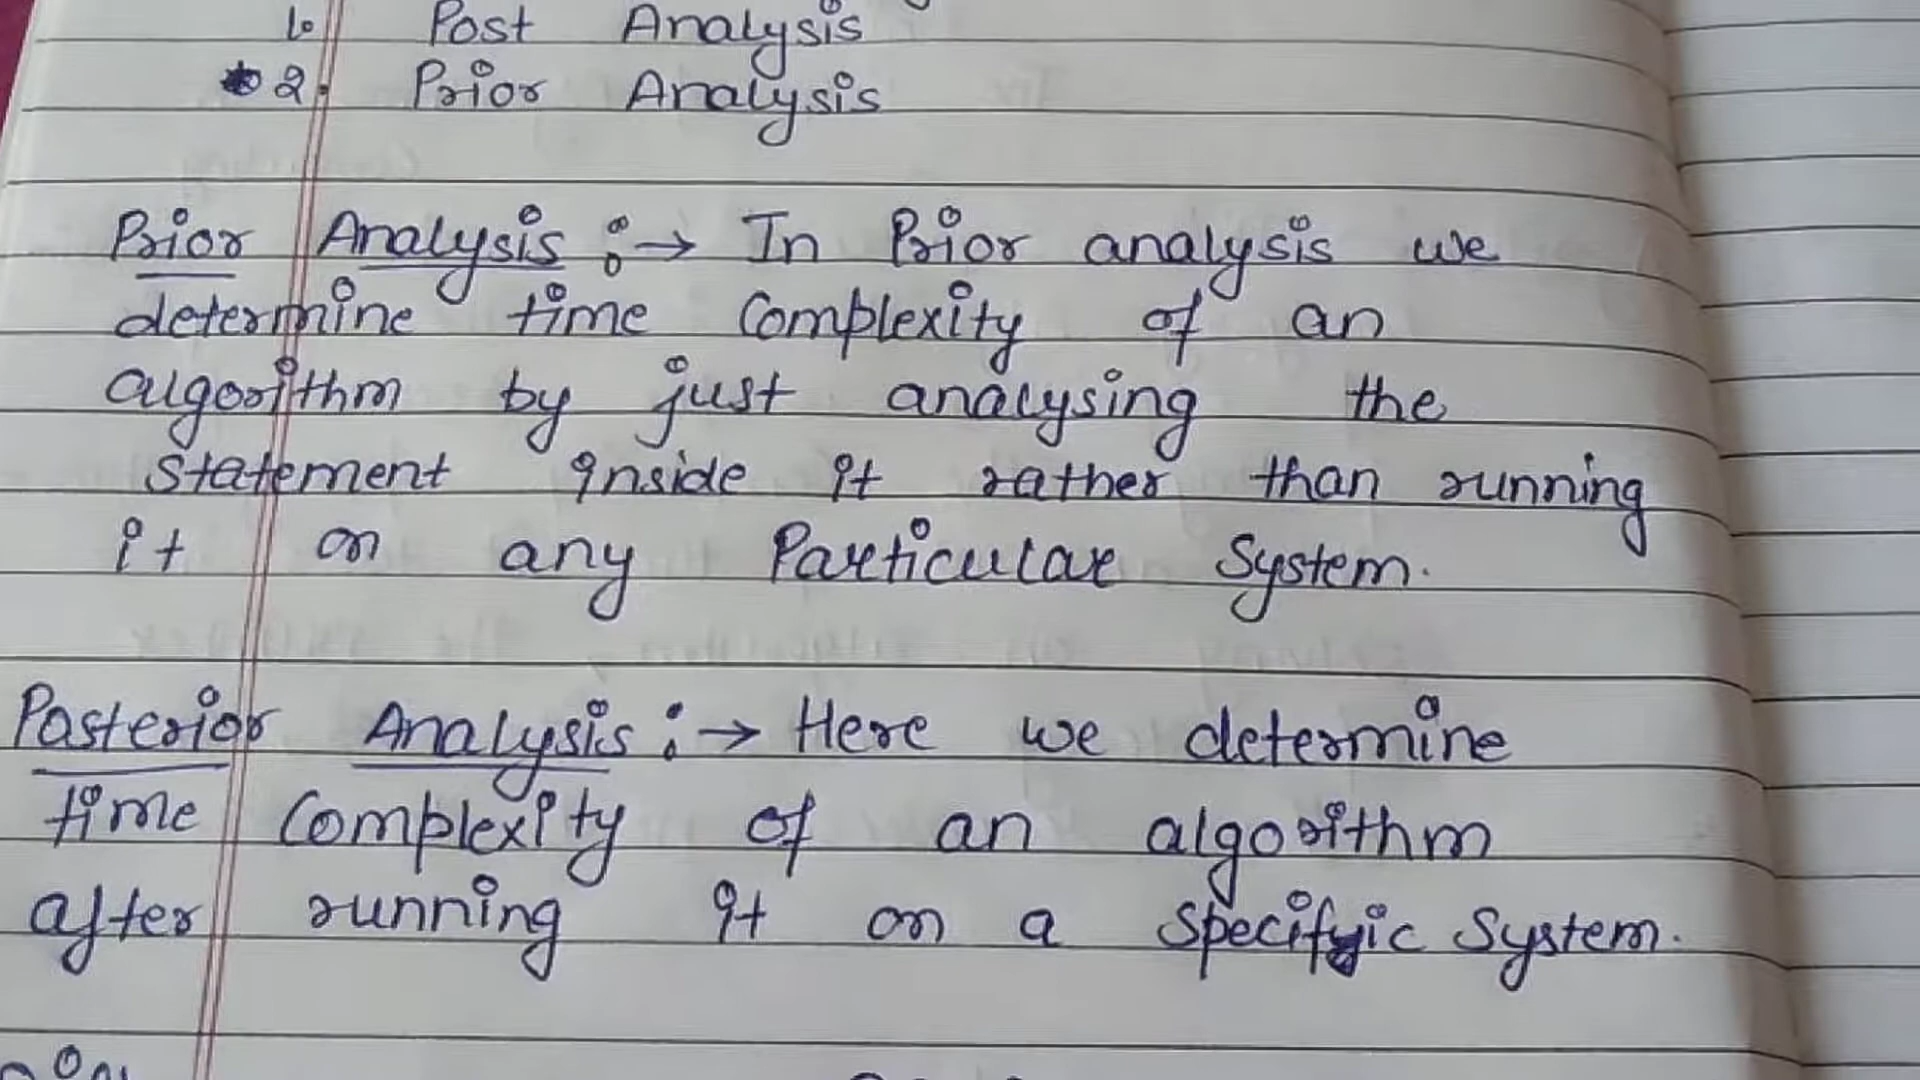 1. Post Analysis
2. Prior Analysis
Prior Analysis :→ In Prior analysis we
determine time Complexity of an
algorithm by just analysing the
statement inside it rather than running
it on any Particular System.
Pasterior Analysis :→ Here we determine
time Complexity of an algorithm
after running it on a specific System.